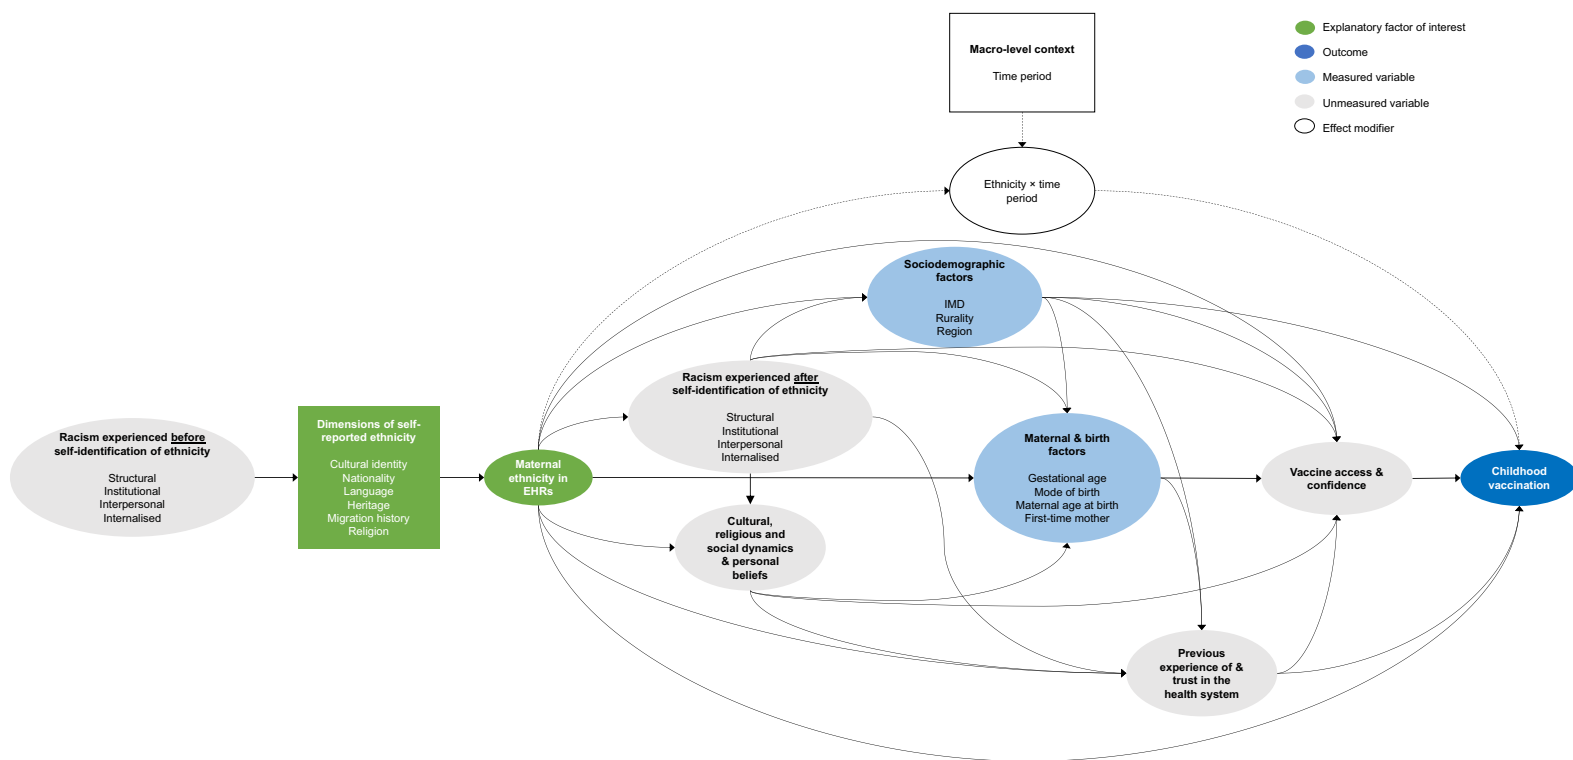 Macro-level context
Time period
Explanatory factor of interest
Outcome
Measured variable
Unmeasured variable
Effect modifier
Ethnicity × time
period
Sociodemographic
factors
IMD
Rurality
Region
Racism experienced before
self-identification of ethnicity
Structural
Institutional
Interpersonal
Internalised
Dimensions of self-
reported ethnicity
Cultural identity
Nationality
Language
Heritage
Migration history
Religion
Maternal
ethnicity in
EHRs
Racism experienced after
self-identification of ethnicity
Structural
Institutional
Interpersonal
Internalised
Cultural,
religious and
social dynamics
& personal
beliefs
Maternal & birth
factors
Gestational age
Mode of birth
Maternal age at birth
First-time mother
Vaccine access &
confidence
Childhood
vaccination
Previous
experience of &
trust in the
health system